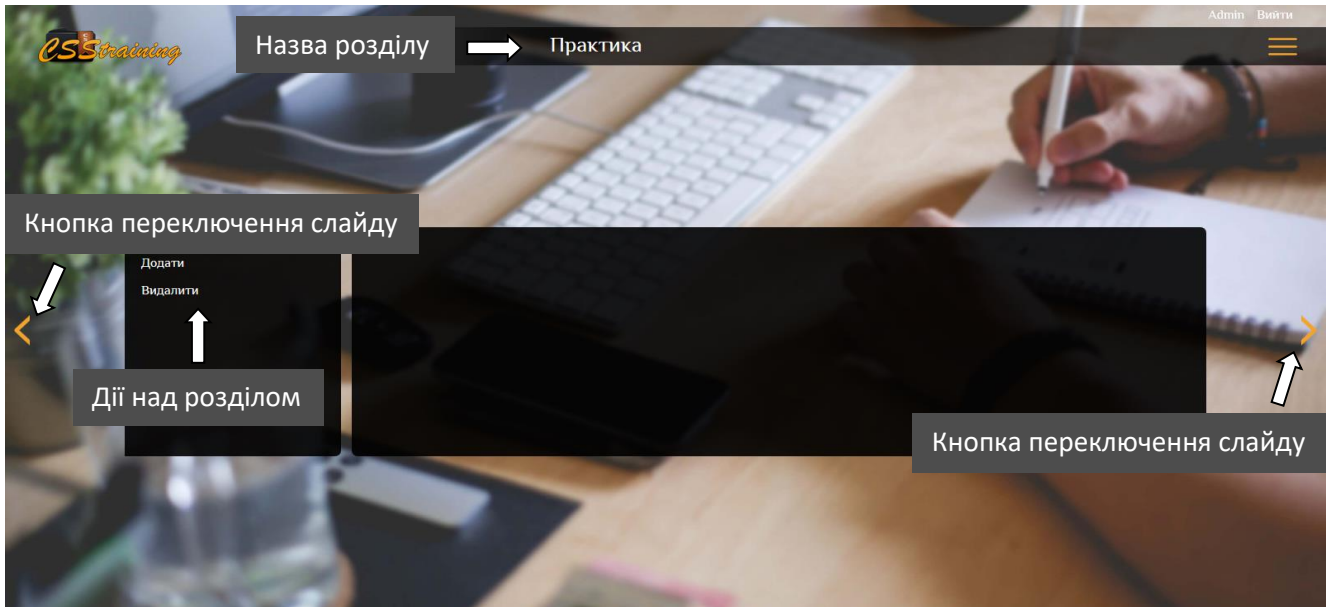 Admin Вийти
CSStraining
Назва розділу
Практика
Кнопка переключення слайду
Додати
Видалити
Дії над розділом
Кнопка переключення слайду